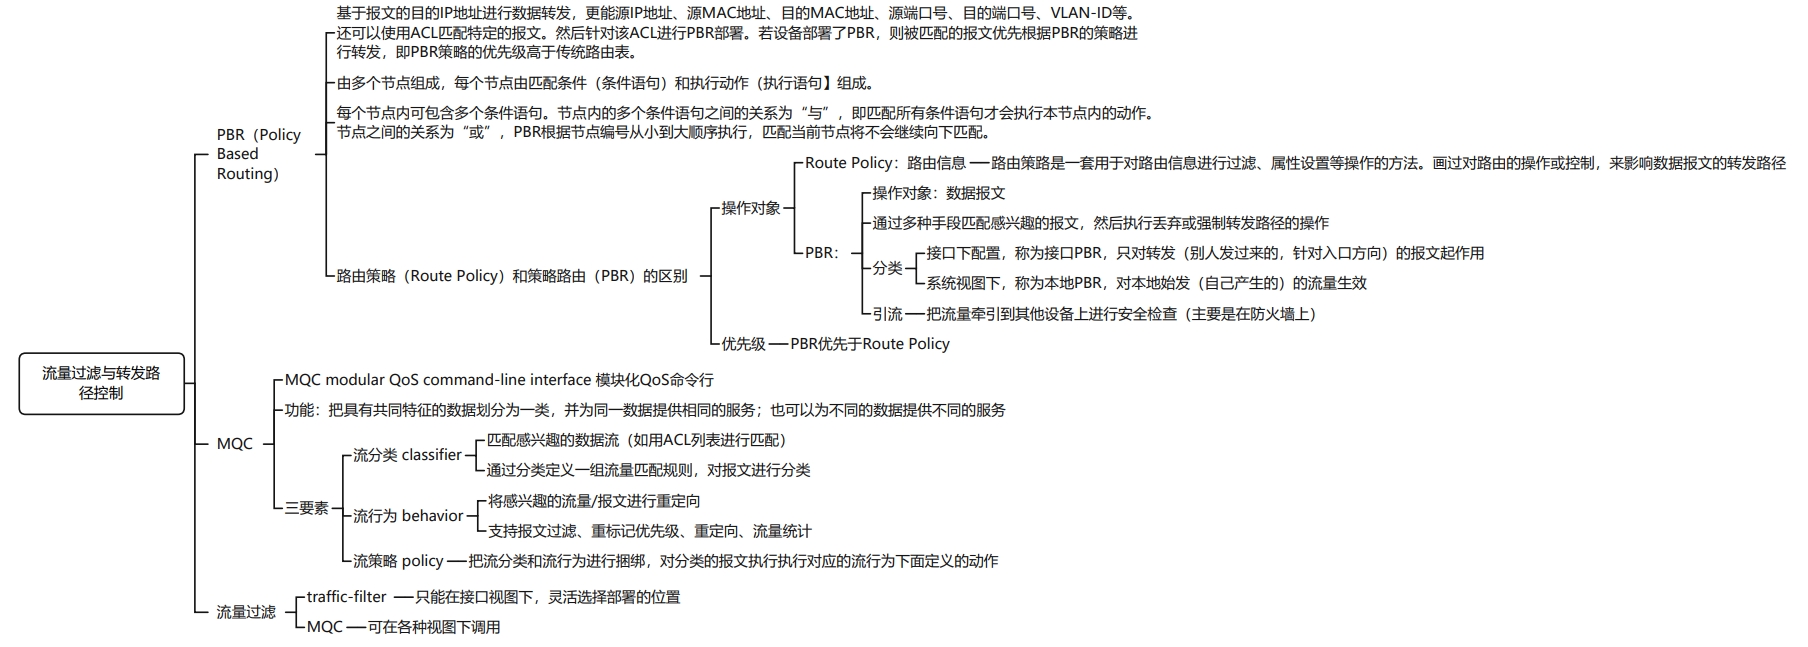 基于报文的目的IP地址进行数据转发，更能源IP地址、源MAC地址、目的MAC地址、源端口号、目的端口号、VLAN-ID等。
还可以使用ACL匹配特定的报文。然后针对该ACL进行PBR部署。若设备部署了PBR，则被匹配的报文优先根据PBR的策略进
行转发，即PBR策略的优先级高于传统路由表。
由多个节点组成，每个节点由匹配条件（条件语句）和执行动作（执行语句】组成。
每个节点内可包含多个条件语句。节点内的多个条件语句之间的关系为“与”，即匹配所有条件语句才会执行本节点内的动作。
节点之间的关系为“或”，PBR根据节点编号从小到大顺序执行，匹配当前节点将不会继续向下匹配。
PBR（Policy
Based
Routing）
Route Policy：路由信息
路由策略是一套用于对路由信息进行过滤、属性设置等操作的方法。画过对路由的操作或控制，来影响数据报文的转发路径
操作对象：数据报文
操作对象
通过多种手段匹配感兴趣的报文，然后执行丢弃或强制转发路径的操作
PBR：
接口下配置，称为接口PBR，只对转发（别人发过来的，针对入口方向）的报文起作用
分类
系统视图下，称为本地PBR，对本地始发（自己产生的）的流量生效
路由策略（Route Policy）和策略路由（PBR）的区别
引流
把流量牵引到其他设备上进行安全检查（主要是在防火墙上）
优先级
PBR优先于Route Policy
流量过滤与转发路
径控制
MQC modular QoS command-line interface 模块化QoS命令行
功能：把具有共同特征的数据划分为一类，并为同一数据提供相同的服务；也可以为不同的数据提供不同的服务
MQC
匹配感兴趣的数据流（如用ACL列表进行匹配）
流分类 classifier
通过分类定义一组流量匹配规则，对报文进行分类
三要素
将感兴趣的流量/报文进行重定向
流行为 behavior
支持报文过滤、重标记优先级、重定向、流量统计
流策略 policy
把流分类和流行为进行捆绑，对分类的报文执行执行对应的流行为下面定义的动作
traffic-filter
只能在接口视图下，灵活选择部署的位置
流量过滤
MQC
可在各种视图下调用